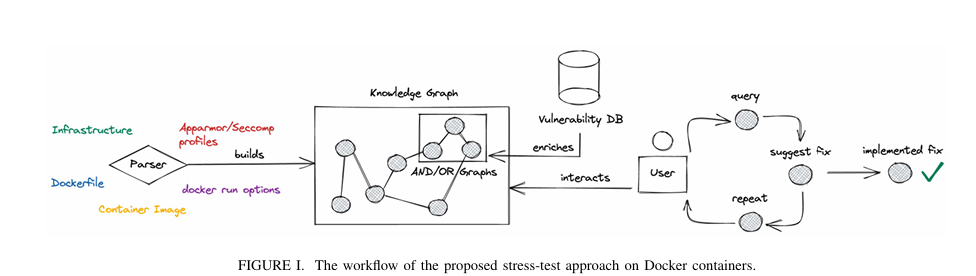 Knowledge Graph
Infrastructure
Apparmor/Seccomp
profiles
Parser
builds
Dockerfile
docker run options
Container Image
AND/OR Graphs
Vulnerability DB
enriches
interacts
User
query
suggest fix
implemented fix
repeat
FIGURE I. The workflow of the proposed stress-test approach on Docker containers.